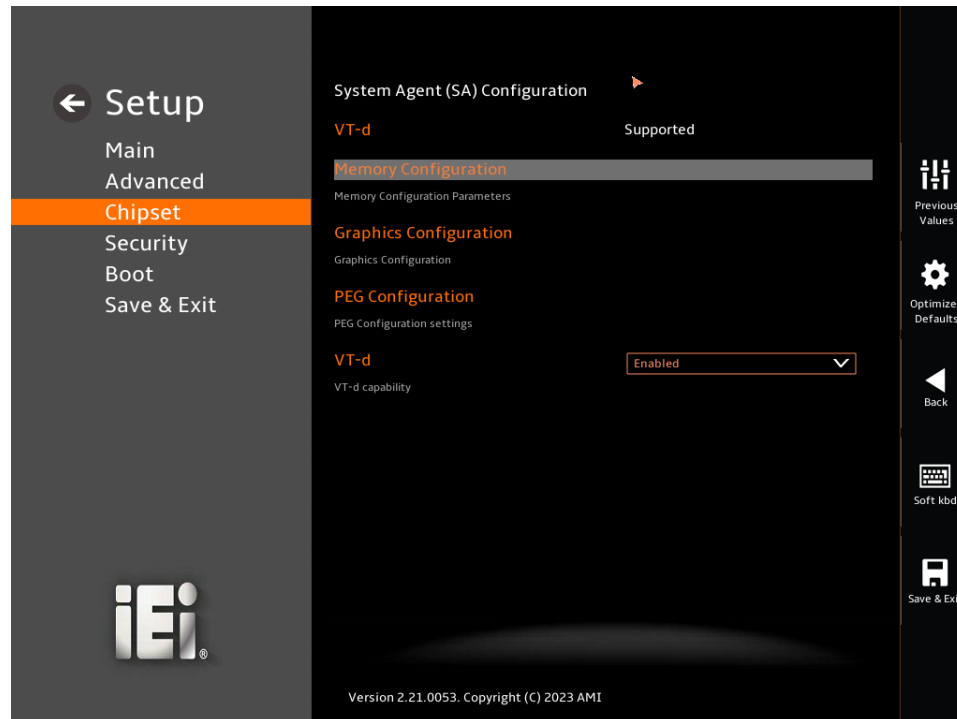 Setup
Main
Advanced
Chipset
Security
Boot
Save & Exit
iEi®
System Agent (SA) Configuration
VT-d Supported
Memory Configuration
Memory Configuration Parameters
Graphics Configuration
Graphics Configuration
PEG Configuration
PEG Configuration settings
VT-d Enabled
VT-d capability
Version 2.21.0053. Copyright (C) 2023 AMI
Previous
Values
Optimize
Defaults
Back
Soft kbd
Save & Exi